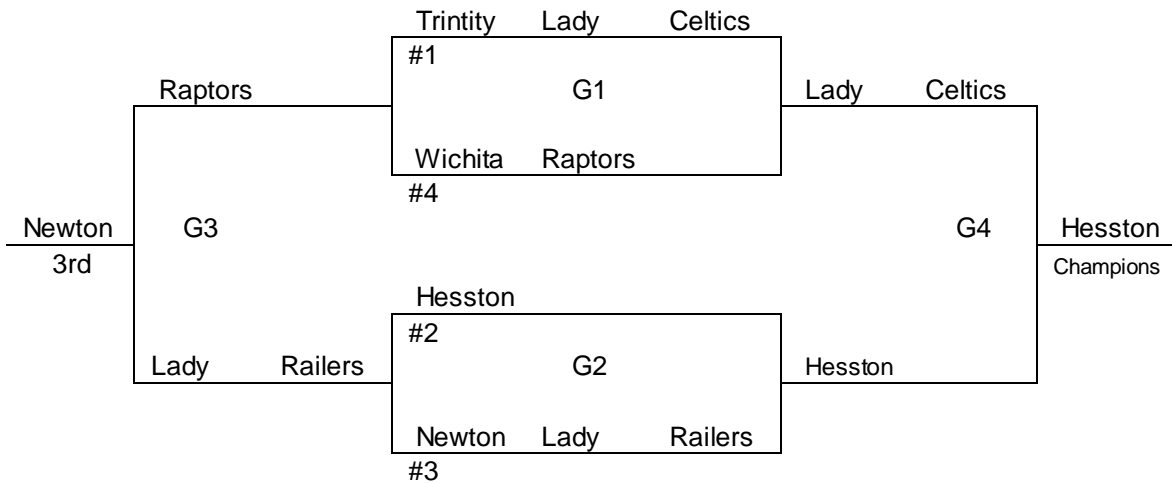 Trintity Lady Celtics
#1
Raptors G1 Lady Celtics
Wichita Raptors
#4
Newton G3 G4 Hesston
3rd Champions
Hesston
#2
Lady Railers G2 Hesston
Newton Lady Railers
#3